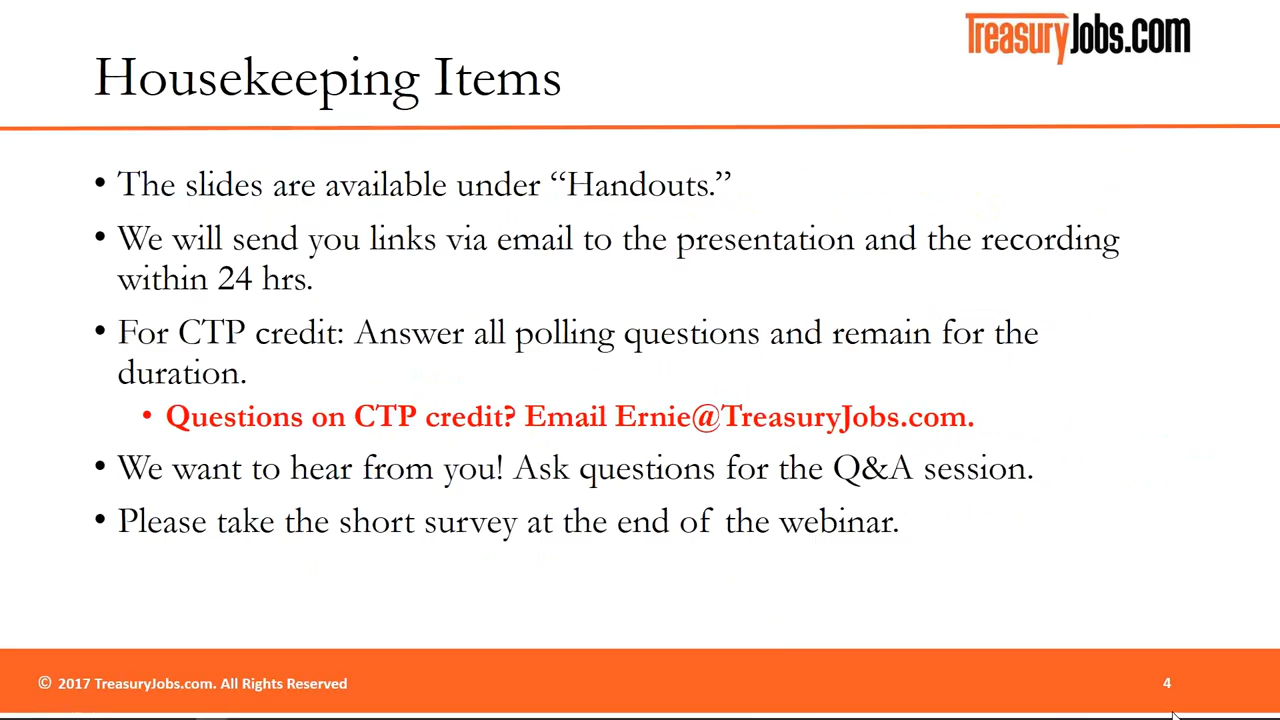 TreasuryJobs.com
Housekeeping Items
• The slides are available under “Handouts.”
• We will send you links via email to the presentation and the recording
within 24 hrs.
• For CTP credit: Answer all polling questions and remain for the
duration.
• Questions on CTP credit? Email Ernie@TreasuryJobs.com.
• We want to hear from you! Ask questions for the Q&A session.
• Please take the short survey at the end of the webinar.
© 2017 TreasuryJobs.com. All Rights Reserved
4